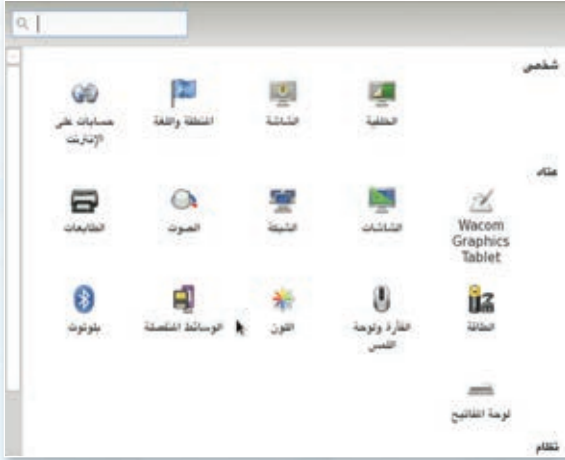 شخصي
الخلفية
الشاشة
المنطقة واللغة
حسابات على
الإنترنت
عتاد
Wacom
Graphics
Tablet
الشاشات
الشبكة
الصوت
الطابعات
الطاقة
الفأرة ولوحة
اللمس
اللون
الوسائط المنفصلة
بلوتوث
لوحة المفاتيح
نظام